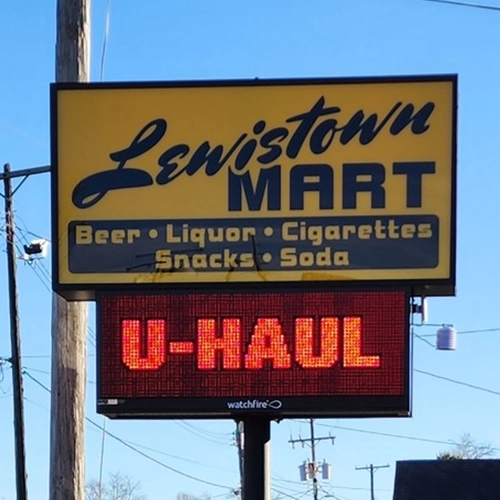 Lewistown
MART
Beer • Liquor • Cigarettes
Snacks • Soda
U-HAUL
watchfire